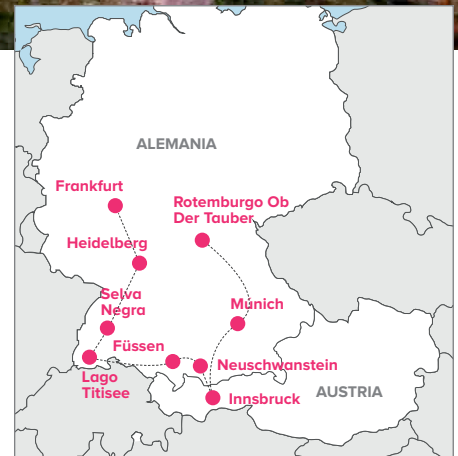 ALEMANIA
Frankfurt
Rotemburgo Ob
Der Tauber
Heidelberg
Selva
Negra
Munich
Füssen
Neuschwanstein
Lago
Titisee
AUSTRIA
Innsbruck